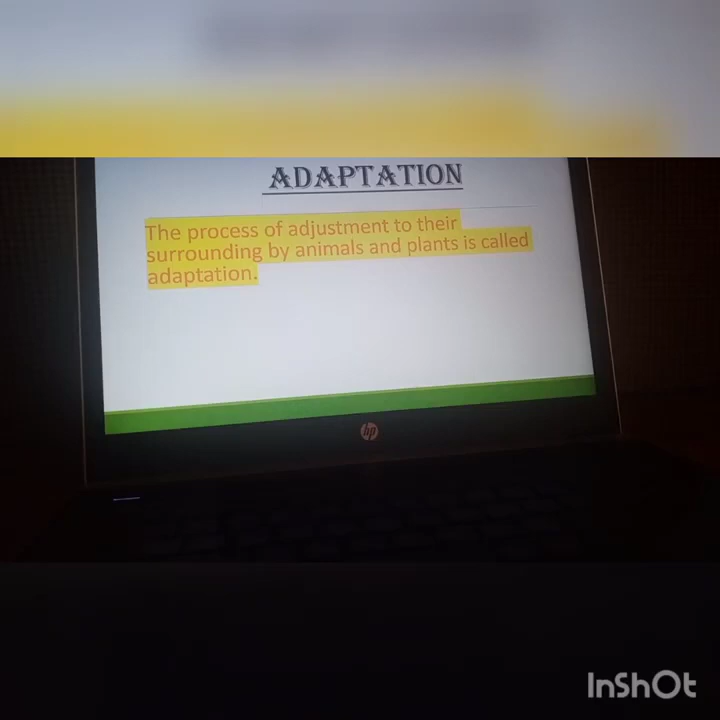 ADAPTATION
The process of adjustment to their
surrounding by animals and plants is called
adaptation.
hp
InShOt